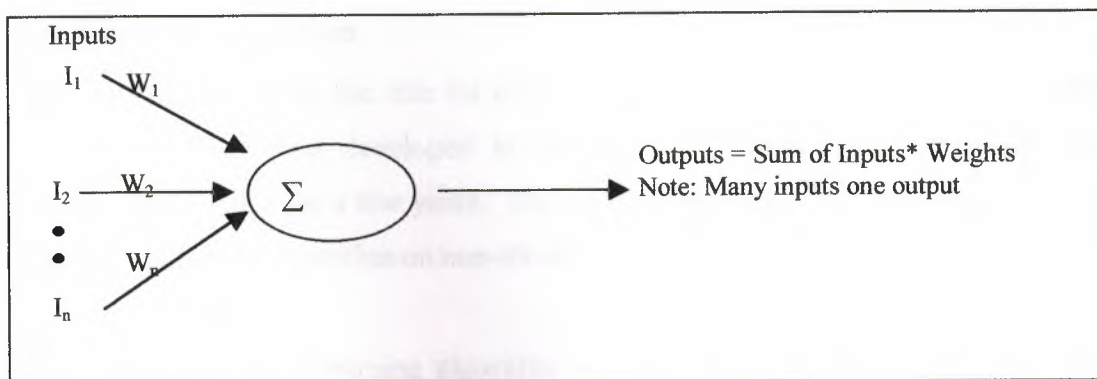 Inputs
I1 W1
Outputs = Sum of Inputs* Weights
I2 W2 Σ
Note: Many inputs one output
Wn
In